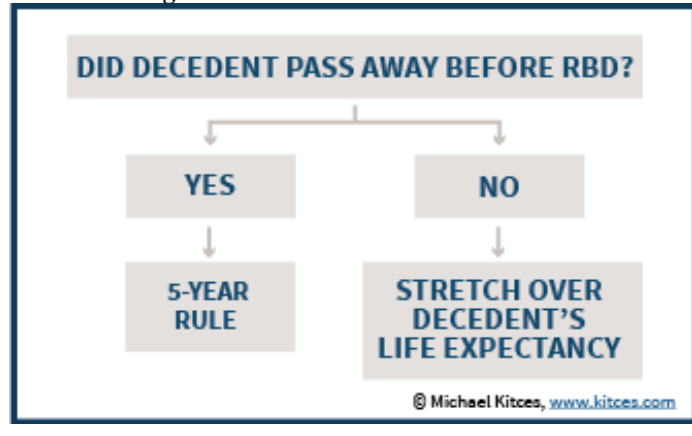 DID DECEDENT PASS AWAY BEFORE RBD?
YES
NO
5-YEAR
RULE
STRETCH OVER
DECEDENT'S
LIFE EXPECTANCY
© Michael Kitces, www.kitces.com